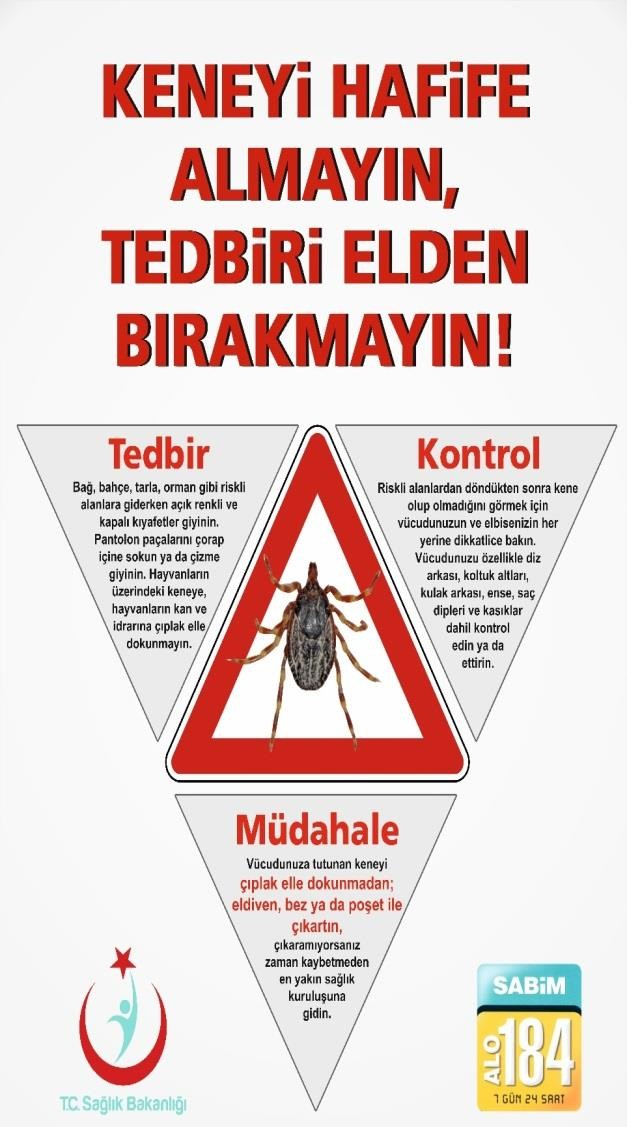 KENEYi HAFiFE
ALMAYIN,
TEDBiRi ELDEN
BIRAKMAYIN!
Tedbir
Bağ, bahçe, tarla, orman gibi riskli
alanlara giderken açık renkli ve
kapalı kıyafetler giyinin.
Pantolon paçalarını çorap
içine sokun ya da çizme
giyinin. Hayvanların
üzerindeki keneye,
hayvanların kan ve
idrarına çıplak elle
dokunmayın.
Kontrol
Riskli alanlardan döndükten sonra kene
olup olmadığını görmek için
vücudunuzun ve elbisenizin her
yerine dikkatlice bakın.
Vücudunuzu özellikle diz
arkası, koltuk altları,
kulak arkası, ense, saç
dipleri ve kasıklar
dahil kontrol
edin ya da
ettirin.
Müdahale
Vücudunuza tutunan keneyi
çıplak elle dokunmadan;
eldiven, bez ya da poşet ile
çıkartın,
çıkaramıyorsanız
zaman kaybetmeden
en yakın sağlık
kuruluşuna
gidin.
T.C. Sağlık Bakanlığı
SABiM
ALO 184
7 GÜN 24 SAAT